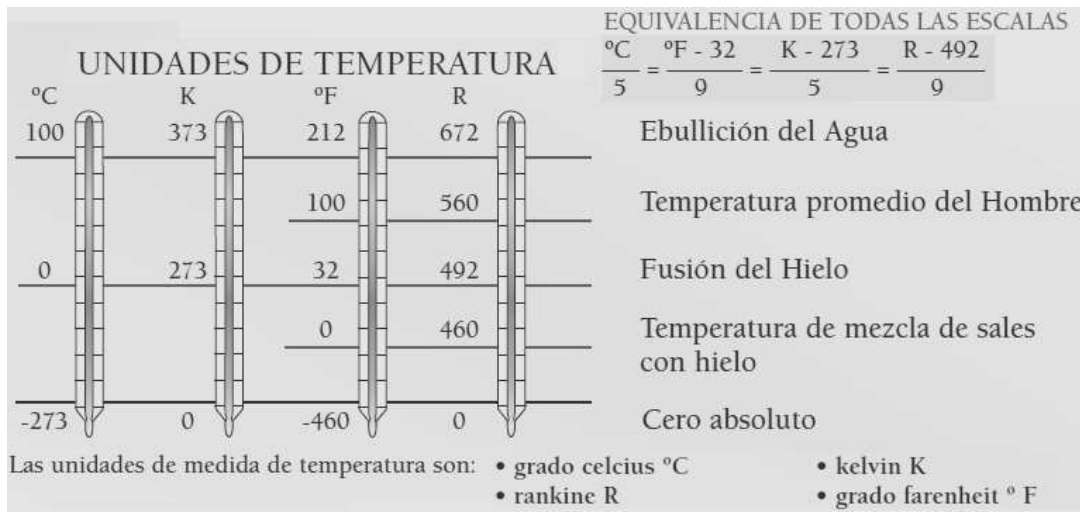 EQUIVALENCIA DE TODAS LAS ESCALAS
ºC ºF - 32 K - 273 R - 492
= = =
5 9 5 9
UNIDADES DE TEMPERATURA
ºC K ºF R
100 373 212 672 Ebullición del Agua
100 560 Temperatura promedio del Hombre
0 273 32 492 Fusión del Hielo
0 460 Temperatura de mezcla de sales
con hielo
-273 0 -460 0 Cero absoluto
Las unidades de medida de temperatura son: • grado celcius ºC • kelvin K
• rankine R • grado farenheit º F